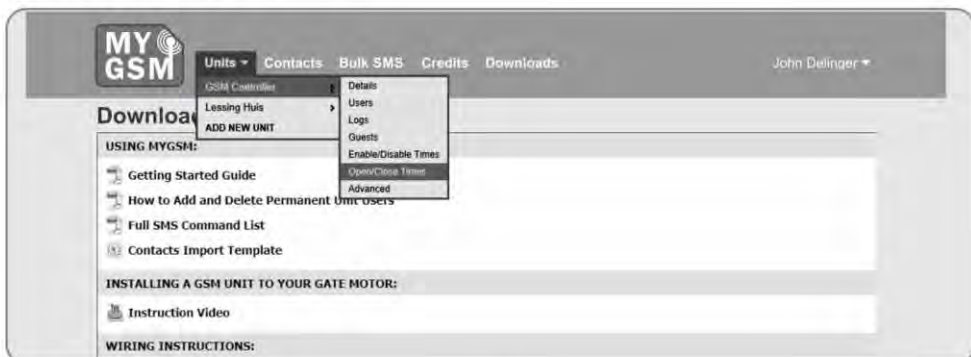 MY GSM
Units Contacts Bulk SMS Credits Downloads John Delinger
GSM Controller
Lessing Huis
ADD NEW UNIT
Details
Users
Logs
Guests
Enable/Disable Times
Open/Close Times
Advanced
Downloa
USING MYGSM:
Getting Started Guide
How to Add and Delete Permanent Unit Users
Full SMS Command List
Contacts Import Template
INSTALLING A GSM UNIT TO YOUR GATE MOTOR:
Instruction Video
WIRING INSTRUCTIONS: